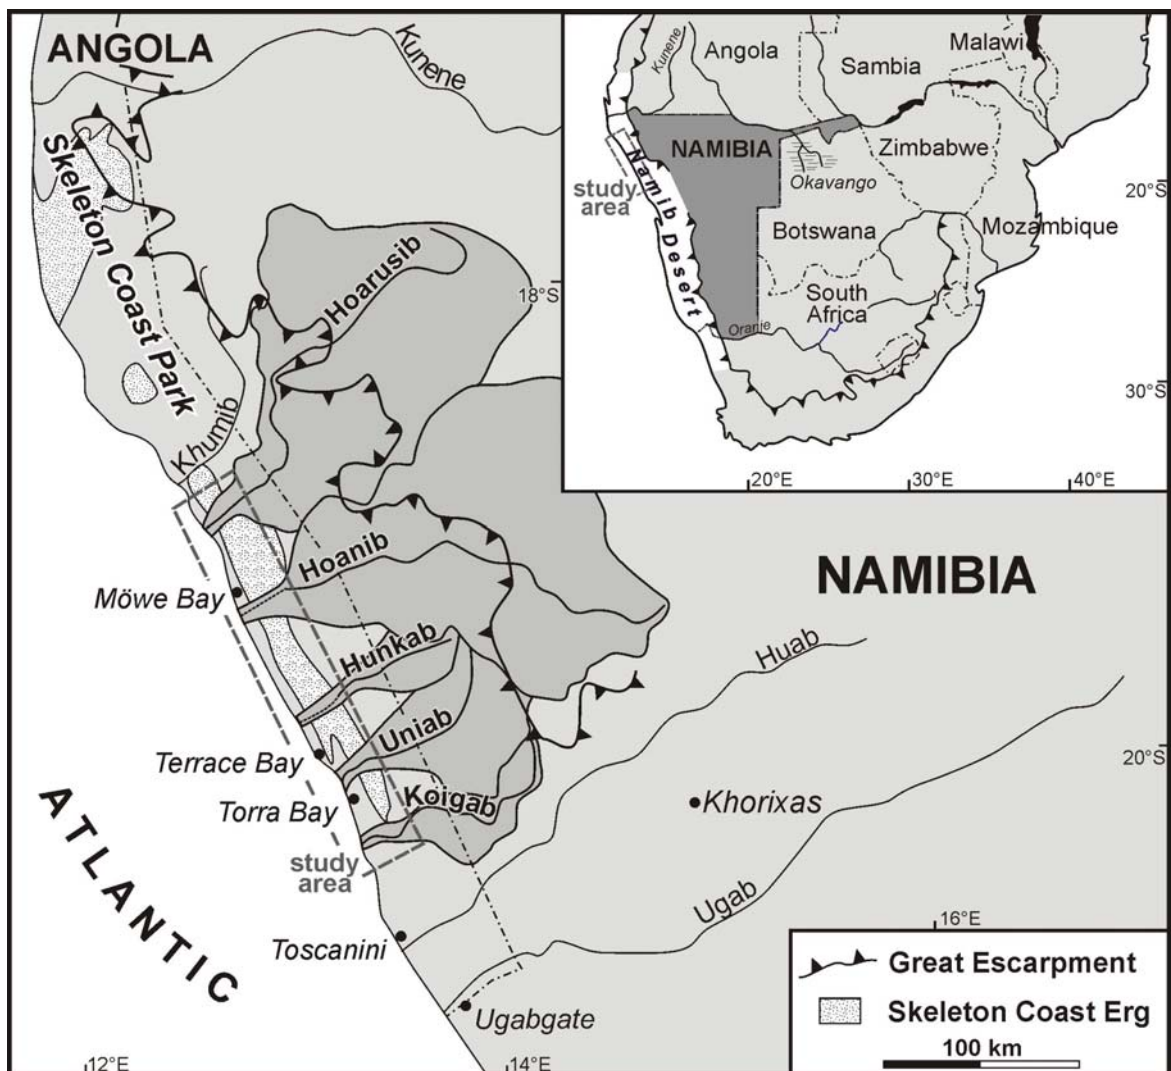 ANGOLA
Kunene
Skeleton Coast Park
Hoarusib
18°S
Khumib
Hoanib
Möwe Bay
NAMIBIA
Hunkab
Huab
Uniab
Terrace Bay
20°S
Torra Bay
Koigab
Khorixas
study
area
ATLANTIC
Ugab
Toscanini
16°E
Ugabgate
12°E
14°E
Kunene
Angola
Sambia
Malawi
NAMIBIA
Zimbabwe
study
area
Okavango
20°S
Namib Desert
Botswana
Mozambique
South
Africa
Oranje
30°S
20°E
30°E
40°E
Great Escarpment
Skeleton Coast Erg
100 km